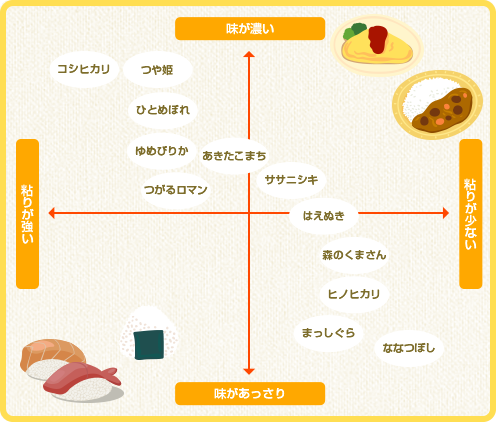 味が濃い
コシヒカリ
つや姫
ひとめぼれ
ゆめぴりか
あきたこまち
つがるロマン
ササニシキ
粘りが強い
粘りが少ない
はえぬき
森のくまさん
ヒノヒカリ
まっしぐら
ななつぼし
味があっさり